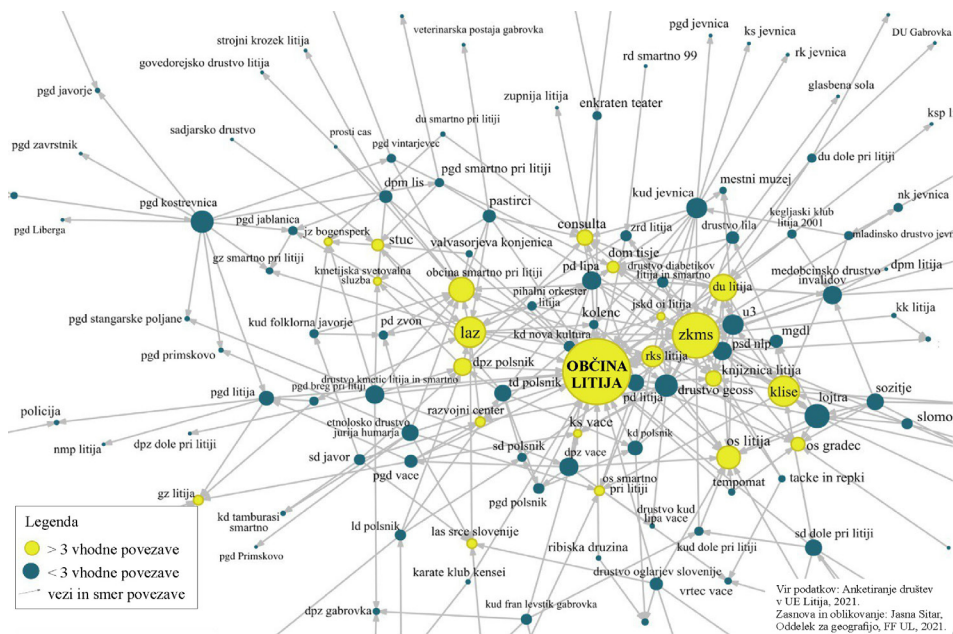 veterinarska postaja gabrovka
pgd jevnica
ks jevnica
DU Gabrovka
strojni krozek litija
rk jevnica
govedorejsko drustvo litija
rd smartno 99
pgd javorje
zupnija litija
enkraten teater
glasbena sola
du smartno pri litiji
ksp litij
sadjarsko drustvo
prosti cas
pgd vintarjevec
pgd zavrstnik
pgd smartno pri litiji
du dole pri litiji
dpm lis
mestni muzej
kud jevnica
nk jevnica
pgd kostrevnica
pastirci
kegljaski klub
litija 2001
pgd Liberga
pgd jablanica
jz bogensperk
stuc
consulta
zrd litija
drustvo lila
mladinsko drustvo jevni
valvasorjeva konjenica
dom tisje
gz smartno pri litiji
kmetijska svetovalna
sluzba
obcina smartno pri litiji
pd lipa
drustvo diabetikov
litija in smartno
medobcinsko drustvo
invalidov
dpm litija
du litija
pihalni orkester
litija
jskd oi litija
kolenc
u3
kk litija
pgd stangarske poljane
kud folklorna javorje
pd zvon
laz
kd nova kultura
zkms
psd nlp
mgdl
pgd primskovo
dpz polsnik
rks litija
OBČINA
LITIJA
knjiznica litija
pgd litija
pgd breg pri litiji
drustvo kmetic litija in smartno
td polsnik
pd litija
drustvo geoss
klise
sozitje
lojtra
policija
etnolosko drustvo
jurija humarja
razvojni center
ks vace
slomo
nmp litija
dpz dole pri litiji
sd javor
sd polsnik
dpz vace
kd polsnik
os litija
os gradec
pgd vace
os smartno
pri litiji
tempomat
tacke in repki
gz litija
pgd polsnik
kd tamburasi
smartno
ld polsnik
las srce slovenije
drustvo kud
lipa vace
sd dole pri litiji
pgd Primskovo
ribiska druzina
kud dole pri litiji
karate klub kensei
drustvo oglarjev slovenije
vrtec vace
dpz gabrovka
kud fran levstik gabrovka
Legenda
> 3 vhodne povezave
< 3 vhodne povezave
vezi in smer povezave
Vir podatkov: Anketiranje društev
v UE Litija, 2021.
Zasnova in oblikovanje: Jasna Sitar,
Oddelek za geografijo, FF UL, 2021.